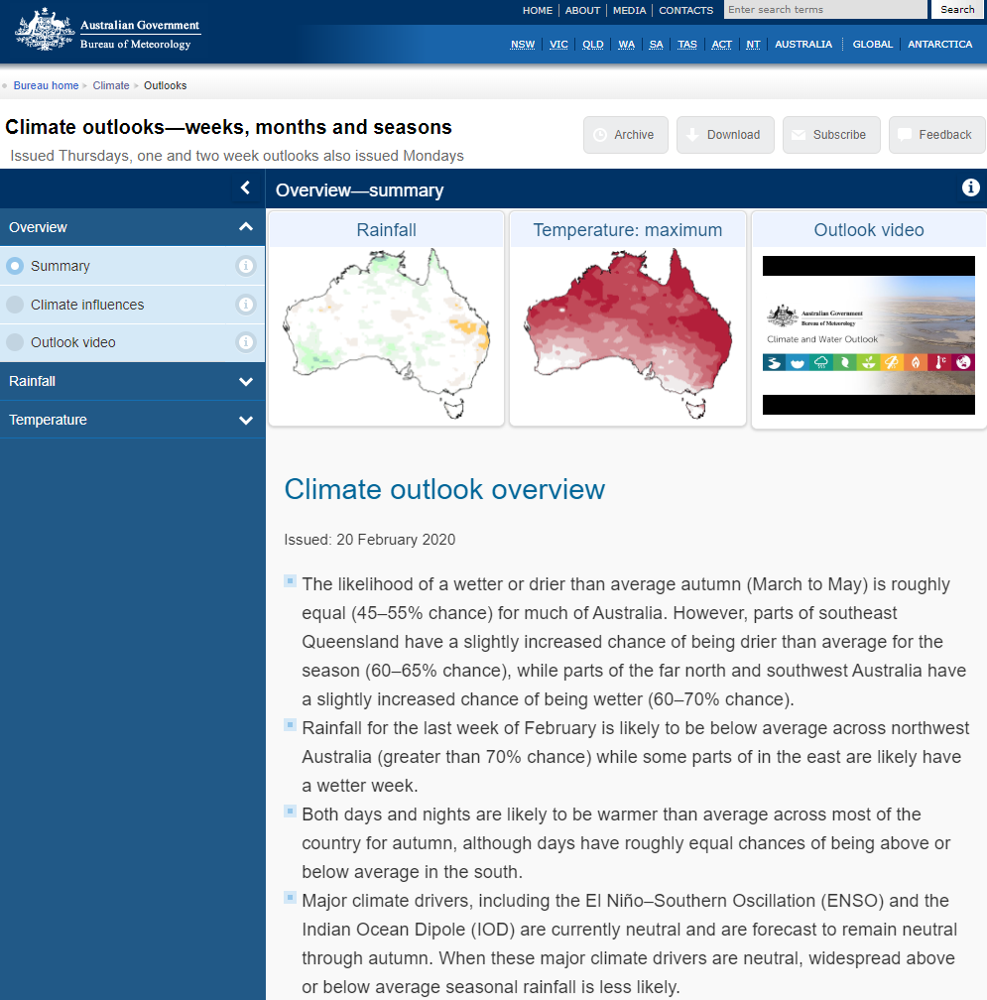 Australian Government
Bureau of Meteorology
HOME ABOUT MEDIA CONTACTS Enter search terms Search
NSW VIC QLD WA SA TAS ACT NT AUSTRALIA GLOBAL ANTARCTICA
Bureau home Climate Outlooks
Climate outlooks—weeks, months and seasons
Issued Thursdays, one and two week outlooks also issued Mondays
Archive Download Subscribe Feedback
Overview—summary
Overview
Summary
Climate influences
Outlook video
Rainfall
Temperature
Rainfall
Temperature: maximum
Outlook video
Australian Government
Bureau of Meteorology
Climate and Water Outlook
Climate outlook overview
Issued: 20 February 2020
The likelihood of a wetter or drier than average autumn (March to May) is roughly
equal (45–55% chance) for much of Australia. However, parts of southeast
Queensland have a slightly increased chance of being drier than average for the
season (60–65% chance), while parts of the far north and southwest Australia have
a slightly increased chance of being wetter (60–70% chance).
Rainfall for the last week of February is likely to be below average across northwest
Australia (greater than 70% chance) while some parts of in the east are likely have
a wetter week.
Both days and nights are likely to be warmer than average across most of the
country for autumn, although days have roughly equal chances of being above or
below average in the south.
Major climate drivers, including the El Niño–Southern Oscillation (ENSO) and the
Indian Ocean Dipole (IOD) are currently neutral and are forecast to remain neutral
through autumn. When these major climate drivers are neutral, widespread above
or below average seasonal rainfall is less likely.